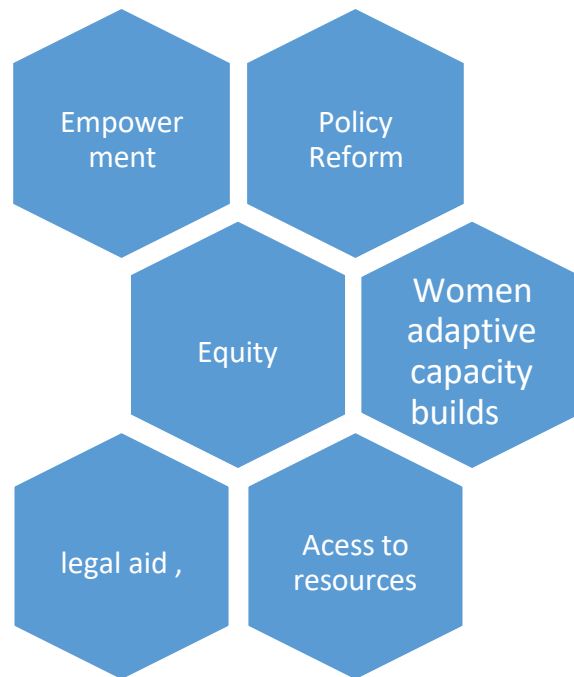 Empower
ment
Policy
Reform
Equity
Women
adaptive
capacity
builds
legal aid ,
Acess to
resources